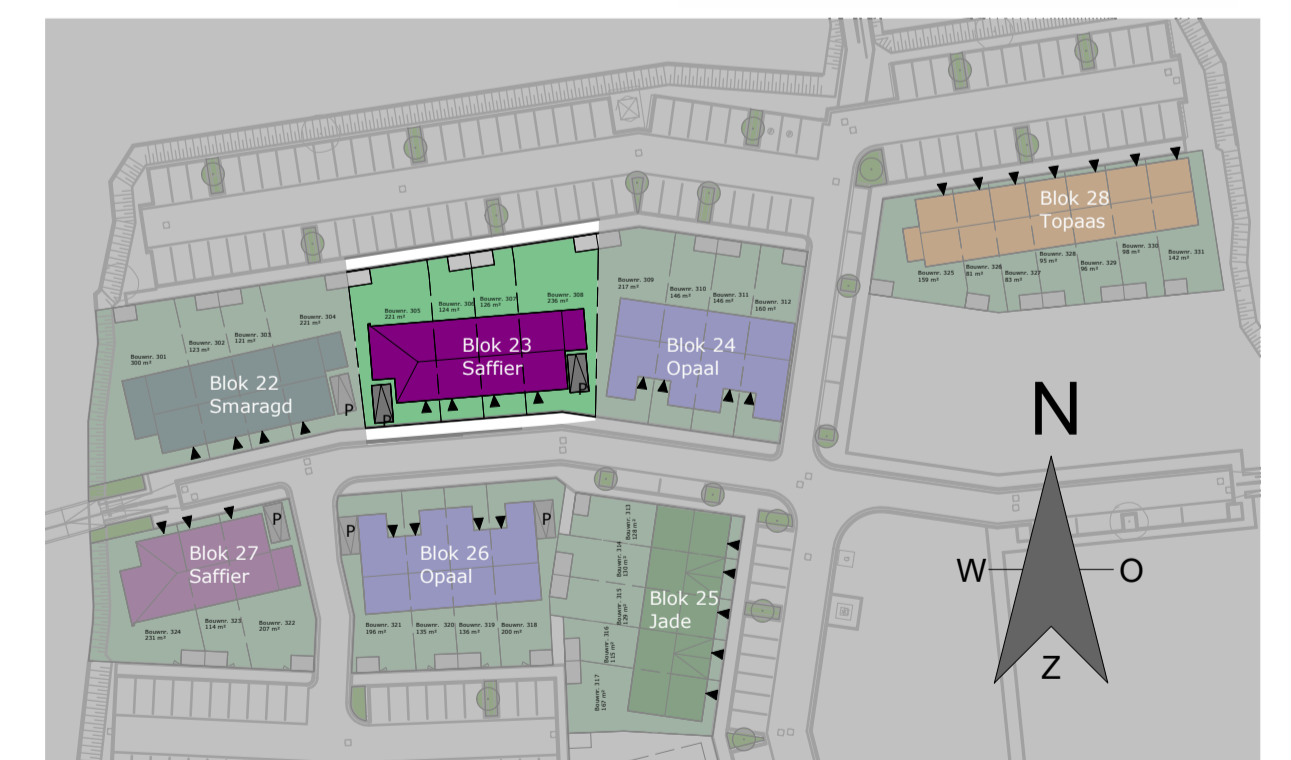 Blok 28
Topaas
Bouwnr. 325
159 m²
Bouwnr. 326
81 m²
Bouwnr. 327
83 m²
Bouwnr. 328
95 m²
Bouwnr. 329
96 m²
Bouwnr. 330
98 m²
Bouwnr. 331
142 m²
Bouwnr. 301
300 m²
Bouwnr. 302
123 m²
Bouwnr. 303
121 m²
Bouwnr. 304
221 m²
Blok 22
Smaragd
P
Bouwnr. 305
221 m²
Bouwnr. 306
124 m²
Bouwnr. 307
126 m²
Bouwnr. 308
236 m²
Blok 23
Saffier
P
P
Bouwnr. 309
217 m²
Bouwnr. 310
146 m²
Bouwnr. 311
146 m²
Bouwnr. 312
160 m²
Blok 24
Opaal
N
W
O
Z
Blok 27
Saffier
P
Bouwnr. 324
231 m²
Bouwnr. 323
114 m²
Bouwnr. 322
207 m²
P
Blok 26
Opaal
P
Bouwnr. 321
196 m²
Bouwnr. 320
135 m²
Bouwnr. 319
136 m²
Bouwnr. 318
200 m²
Bouwnr. 313
128 m²
Bouwnr. 314
130 m²
Bouwnr. 315
129 m²
Bouwnr. 316
115 m²
Bouwnr. 317
167 m²
Blok 25
Jade